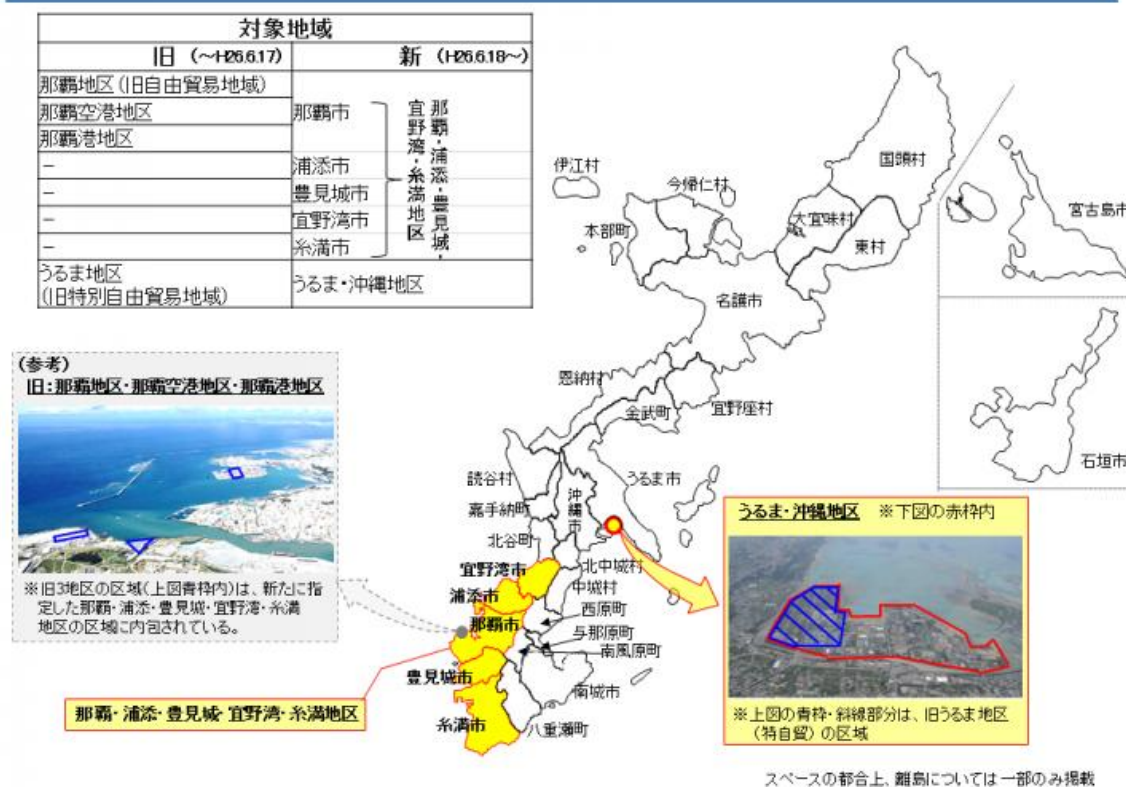 対象地域
旧 (～H26.6.17)
新 (H26.6.18～)
那覇地区(旧自由貿易地域)
那覇空港地区
那覇港地区
那覇市
－
浦添市
－
豊見城市
－
宜野湾市
－
糸満市
那覇・浦添・豊見城・
宜野湾・糸満地区
うるま地区
(旧特別自由貿易地域)
うるま・沖縄地区
伊江村
今帰仁村
本部町
国頭村
大宜味村
東村
名護市
宮古島市
石垣市
恩納村
金武町
宜野座村
読谷村
嘉手納町
北谷町
沖縄市
うるま市
北中城村
中城村
西原町
与那原町
南風原町
南城市
八重瀬町
宜野湾市
浦添市
那覇市
豊見城市
糸満市
(参考)
旧:那覇地区・那覇空港地区・那覇港地区
※旧3地区の区域(上図青枠内)は、新たに指
定した那覇・浦添・豊見城・宜野湾・糸満
地区の区域に内包されている。
那覇・浦添・豊見城・宜野湾・糸満地区
うるま・沖縄地区 ※下図の赤枠内
※上図の青枠・斜線部分は、旧うるま地区
(特自貿)の区域
スペースの都合上、離島については一部のみ掲載